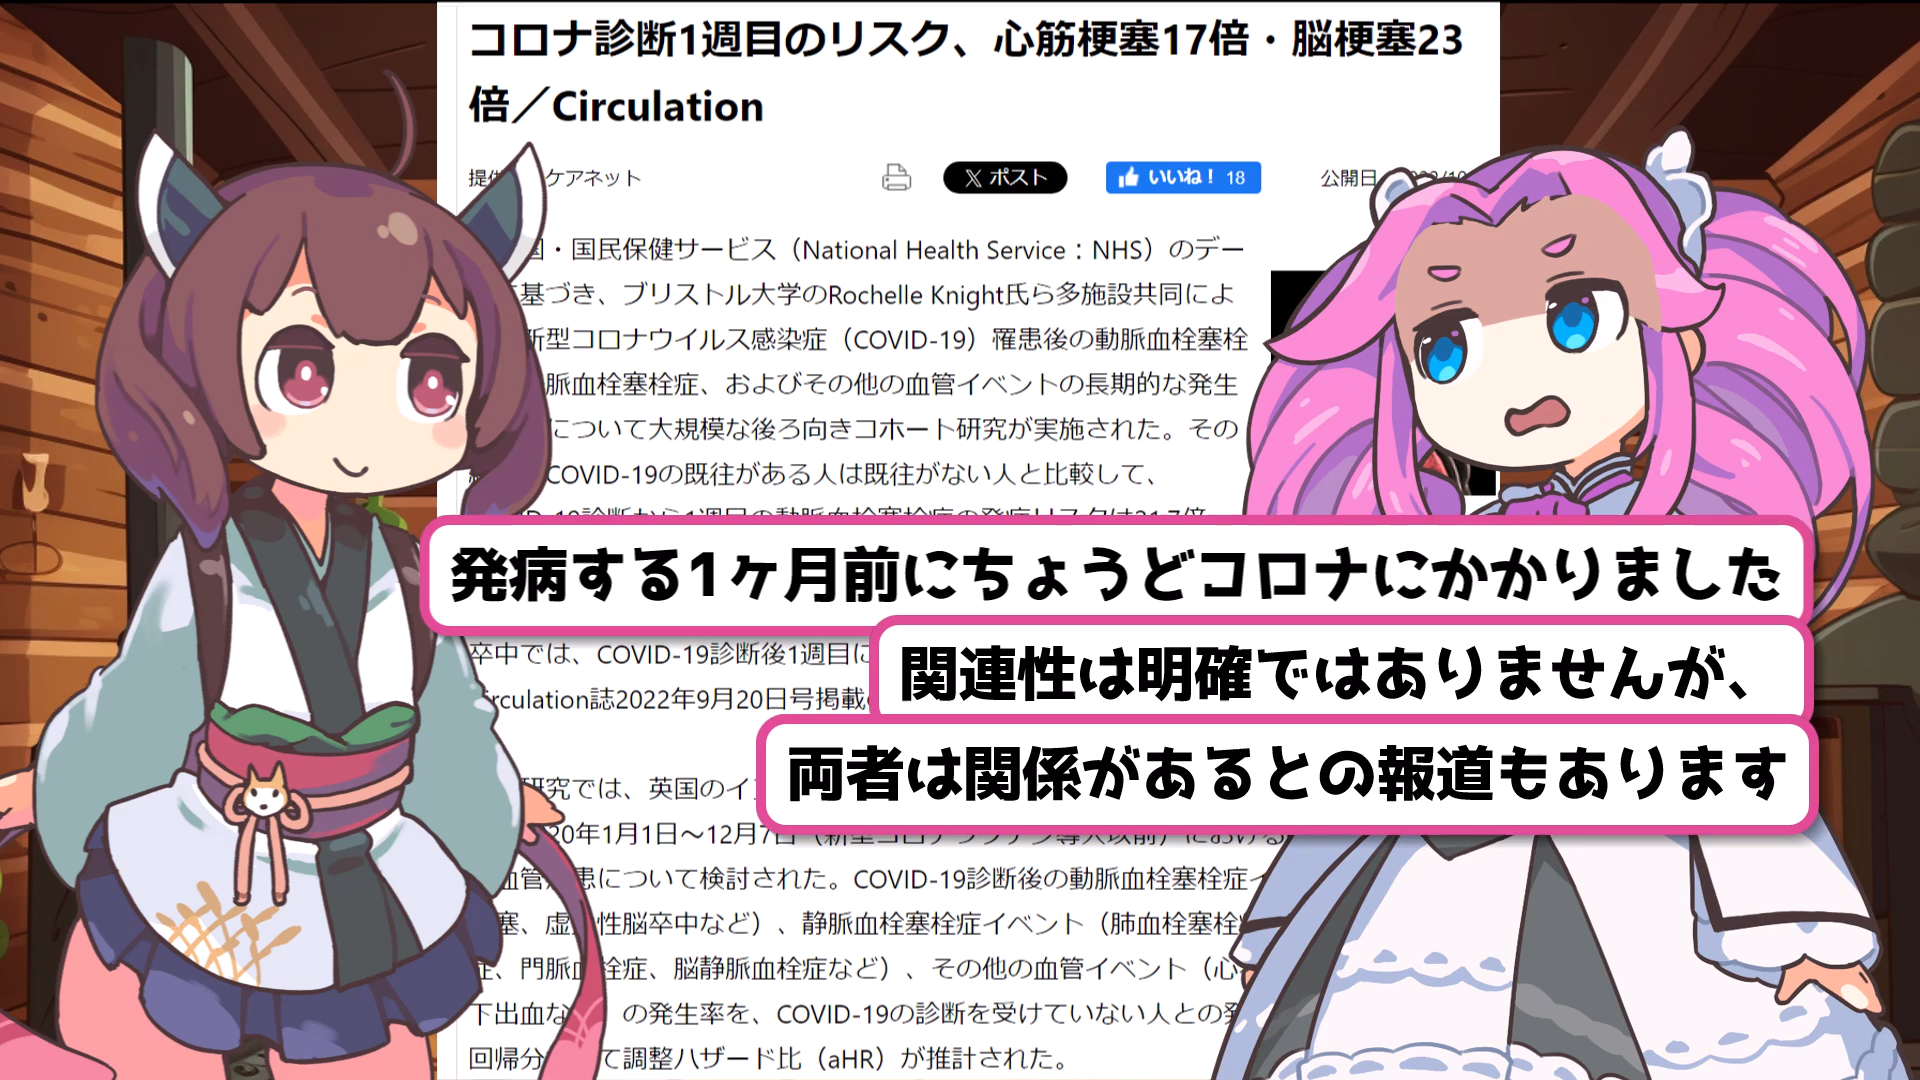 コロナ診断1週目のリスク、心筋梗塞17倍・脳梗塞23
倍／Circulation
提供 ケアネット
ポスト
いいね！ 18
公開日
国・国民保健サービス（National Health Service：NHS）のデー
基づき、ブリストル大学のRochelle Knight氏ら多施設共同によ
新型コロナウイルス感染症（COVID-19）罹患後の動脈血栓塞栓
脈血栓塞栓症、およびその他の血管イベントの長期的な発生
について大規模な後ろ向きコホート研究が実施された。その
COVID-19の既往がある人は既往がない人と比較して、
発病する1ヶ月前にちょうどコロナにかかりました
卒中では、COVID-19診断後1週目に
関連性は明確ではありませんが、
rculation誌2022年9月20日号掲載
両者は関係があるとの報道もあります
研究では、英国のイ
20年1月1日～12月7日
血管 患について検討された。COVID-19診断後の動脈血栓塞栓症イ
塞、虚 性脳卒中など）、静脈血栓塞栓症イベント（肺血栓塞栓
症、門脈血栓症、脳静脈血栓症など）、その他の血管イベント（心
下出血な の発生率を、COVID-19の診断を受けていない人との
回帰分 て調整ハザード比（aHR）が推計された。